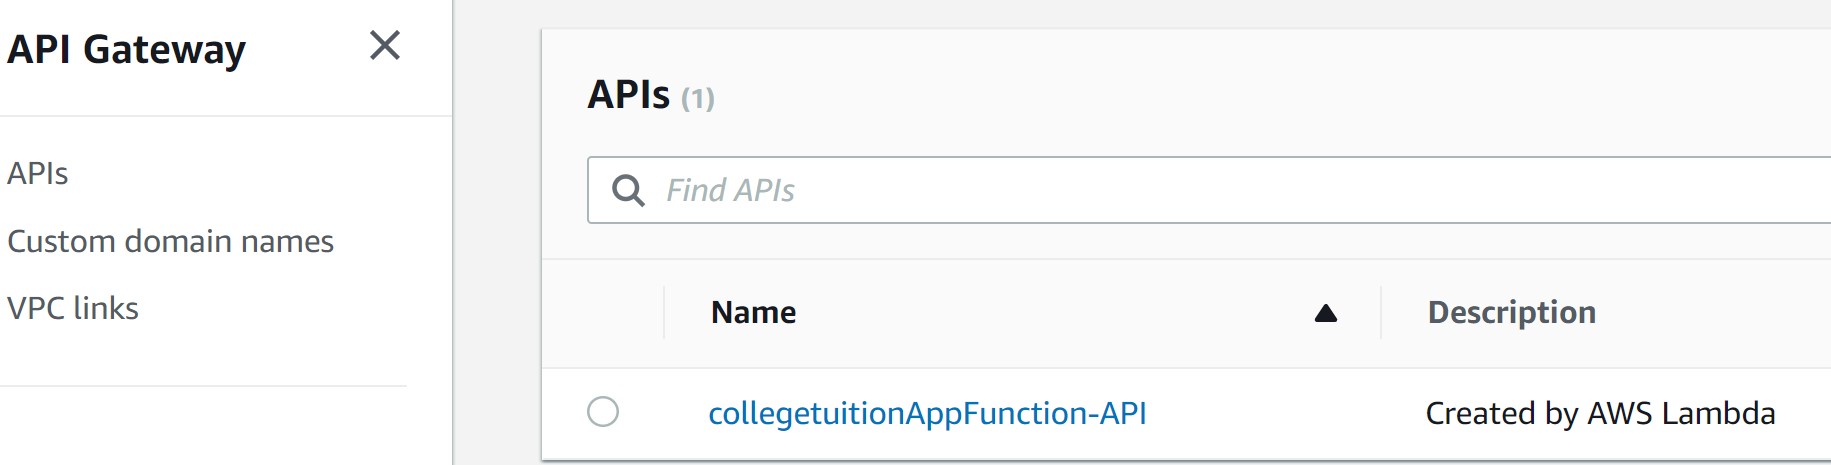 API Gateway
APIs
Custom domain names
VPC links
APIs (1)
Find APIs
Name Description
collegetuitionAppFunction-API Created by AWS Lambda